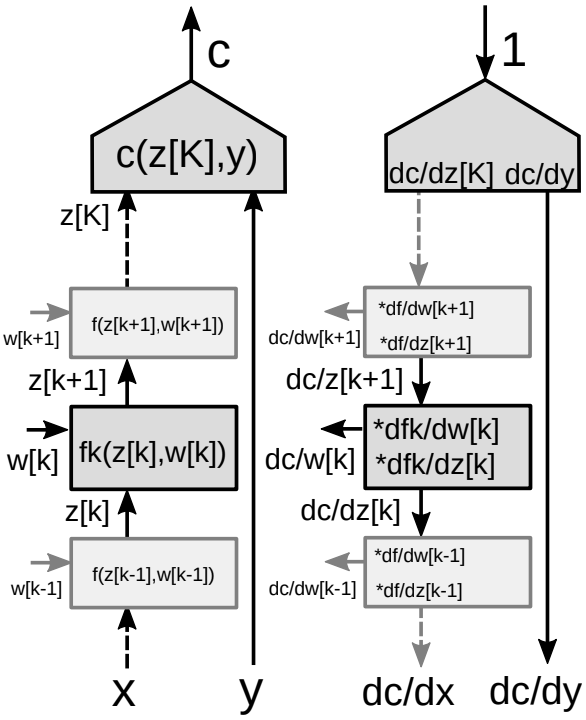 c
c(z[K],y)
z[K]
w[k+1]
f(z[k+1],w[k+1])
z[k+1]
w[k]
fk(z[k],w[k])
z[k]
w[k-1]
f(z[k-1],w[k-1])
x
y
1
dc/dz[K] dc/dy
*df/dw[k+1]
dc/dw[k+1]
*df/dz[k+1]
dc/z[k+1]
*dfk/dw[k]
dc/w[k]
*dfk/dz[k]
dc/dz[k]
*df/dw[k-1]
dc/dw[k-1]
*df/dz[k-1]
dc/dx
dc/dy